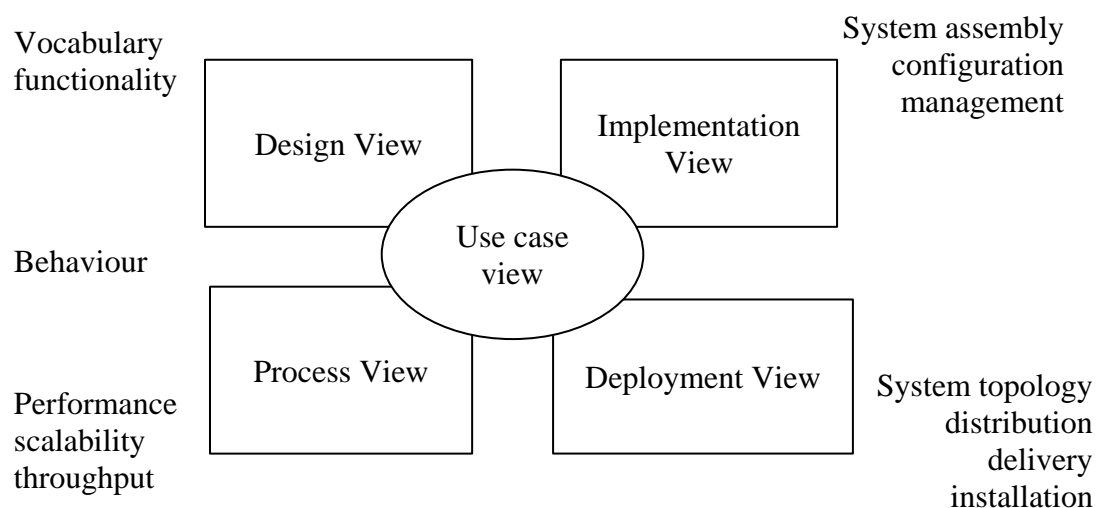 Vocabulary
functionality
System assembly
configuration
management
Design View
Implementation
View
Use case
view
Behaviour
Process View
Deployment View
Performance
scalability
throughput
System topology
distribution
delivery
installation